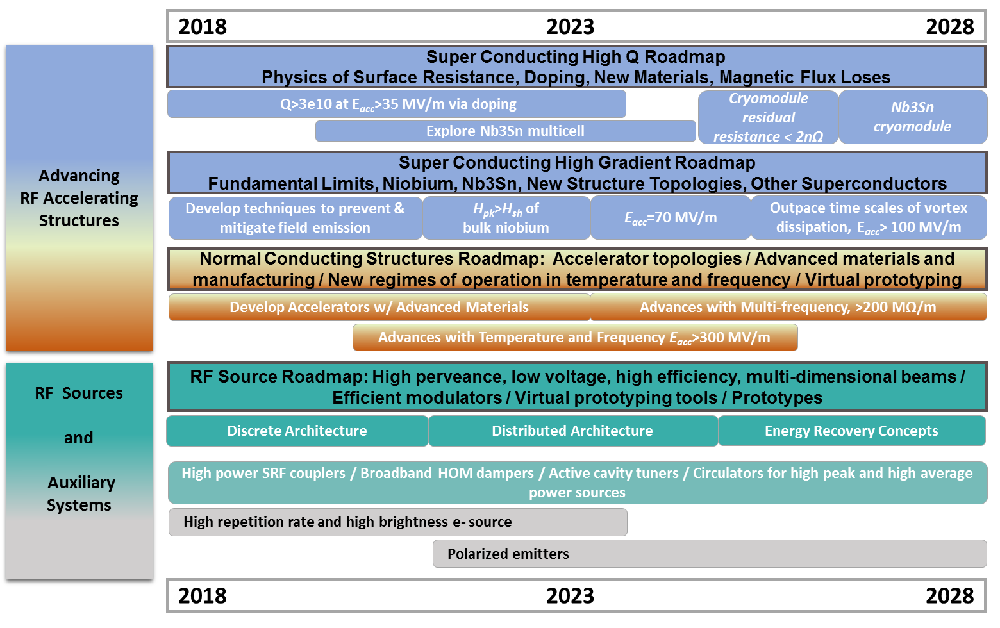 2018 2023 2028
Super Conducting High Q Roadmap
Physics of Surface Resistance, Doping, New Materials, Magnetic Flux Loses
Q>3e10 at Eacc>35 MV/m via doping
Explore Nb3Sn multicell
Cryomodule
residual
resistance < 2nΩ
Nb3Sn
cryomodule
Advancing
RF Accelerating
Structures
Super Conducting High Gradient Roadmap
Fundamental Limits, Niobium, Nb3Sn, New Structure Topologies, Other Superconductors
Develop techniques to prevent &
mitigate field emission
Hpk>Hsh of
bulk niobium
Eacc=70 MV/m
Outpace time scales of vortex
dissipation, Eacc> 100 MV/m
Normal Conducting Structures Roadmap: Accelerator topologies / Advanced materials and
manufacturing / New regimes of operation in temperature and frequency / Virtual prototyping
Develop Accelerators w/ Advanced Materials
Advances with Multi-frequency, >200 MΩ/m
Advances with Temperature and Frequency Eacc>300 MV/m
RF Sources
and
Auxiliary
Systems
RF Source Roadmap: High perveance, low voltage, high efficiency, multi-dimensional beams /
Efficient modulators / Virtual prototyping tools / Prototypes
Discrete Architecture
Distributed Architecture
Energy Recovery Concepts
High power SRF couplers / Broadband HOM dampers / Active cavity tuners / Circulators for high peak and high average
power sources
High repetition rate and high brightness e- source
Polarized emitters
2018 2023 2028